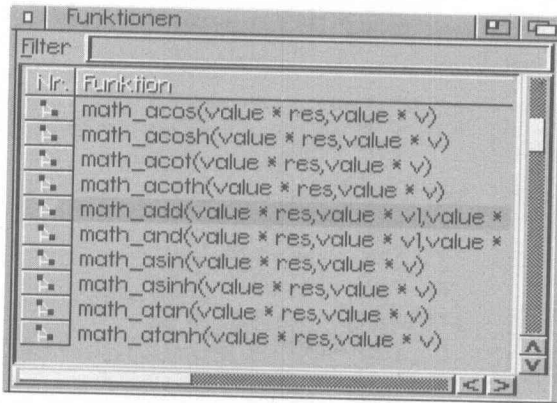 Funktionen
Filter
Nr. Funktion
math_acos(value * res,value * v)
math_acosh(value * res,value * v)
math_acot(value * res,value * v)
math_acoth(value * res,value * v)
math_add(value * res,value * v1,value *
math_and(value * res,value * v1,value *
math_asin(value * res,value * v)
math_asinh(value * res,value * v)
math_atan(value * res,value * v)
math_atanh(value * res,value * v)